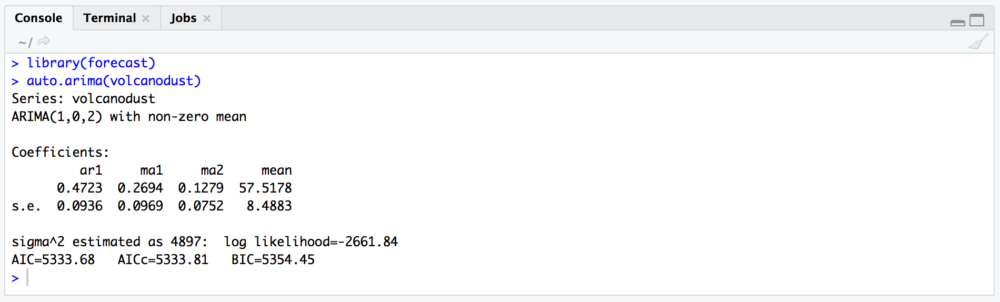 Console Terminal × Jobs ×
~/
> library(forecast)
> auto.arima(volcanodust)
Series: volcanodust
ARIMA(1,0,2) with non-zero mean
Coefficients:
ar1 ma1 ma2 mean
0.4723 0.2694 0.1279 57.5178
s.e. 0.0936 0.0969 0.0752 8.4883
sigma^2 estimated as 4897: log likelihood=-2661.84
AIC=5333.68 AICc=5333.81 BIC=5354.45
>